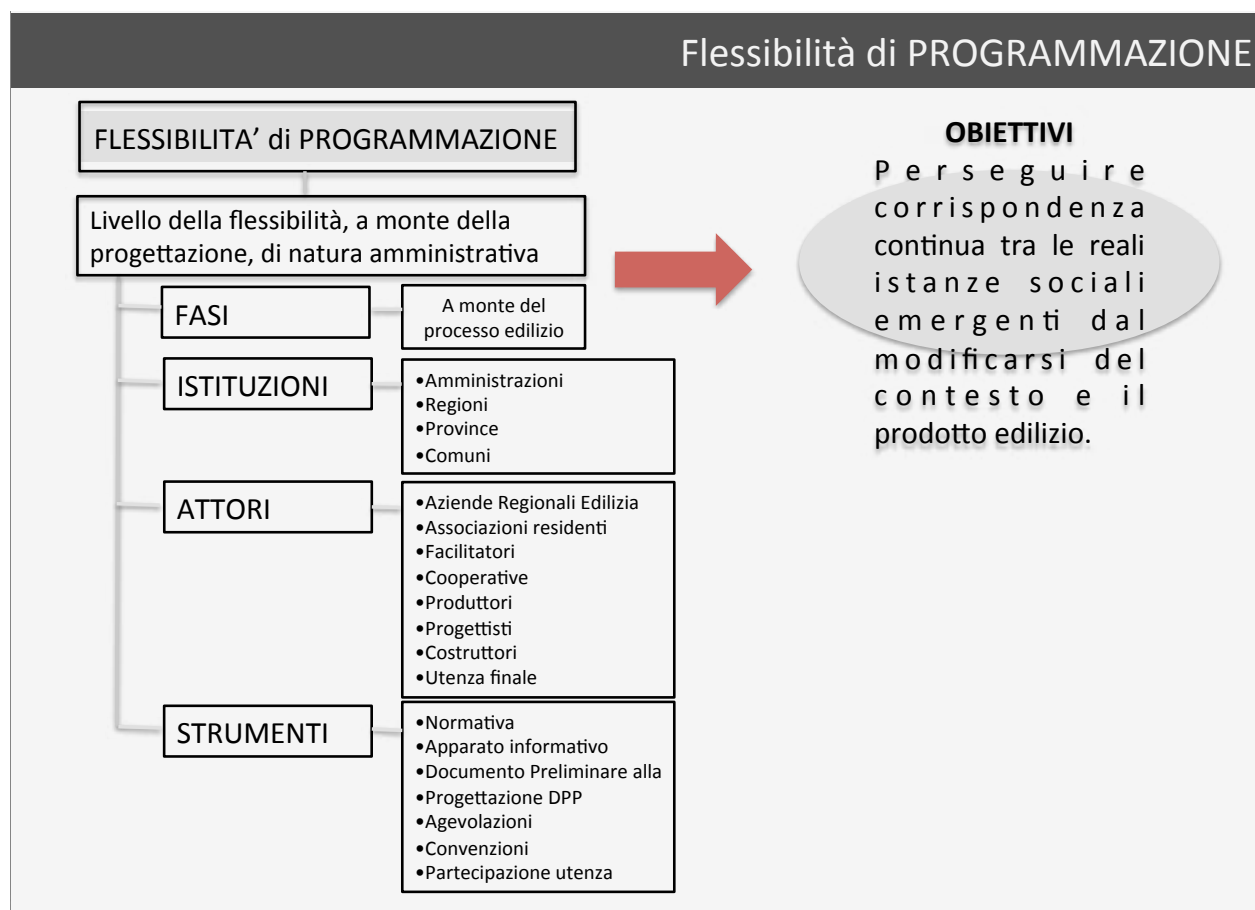 Flessibilità di PROGRAMMAZIONE
FLESSIBILITA’ di PROGRAMMAZIONE
Livello della flessibilità, a monte della
progettazione, di natura amministrativa
FASI
A monte del
processo edilizio
ISTITUZIONI
•Amministrazioni
•Regioni
•Province
•Comuni
ATTORI
•Aziende Regionali Edilizia
•Associazioni residenti
•Facilitatori
•Cooperative
•Produttori
•Progettisti
•Costruttori
•Utenza finale
STRUMENTI
•Normativa
•Apparato informativo
•Documento Preliminare alla
•Progettazione DPP
•Agevolazioni
•Convenzioni
•Partecipazione utenza
OBIETTIVI
Perseguire
corrispondenza
continua tra le reali
istanze sociali
emergenti dal
modificarsi del
contesto e il
prodotto edilizio.